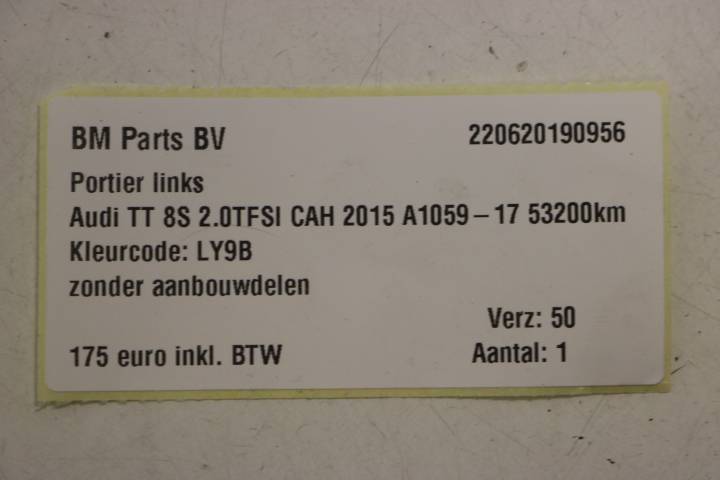 BM Parts BV 220620190956
Portier links
Audi TT 8S 2.0TFSI CAH 2015 A1059 – 17 53200km
Kleurcode: LY9B
zonder aanbouwdelen
Verz: 50
175 euro inkl. BTW Aantal: 1